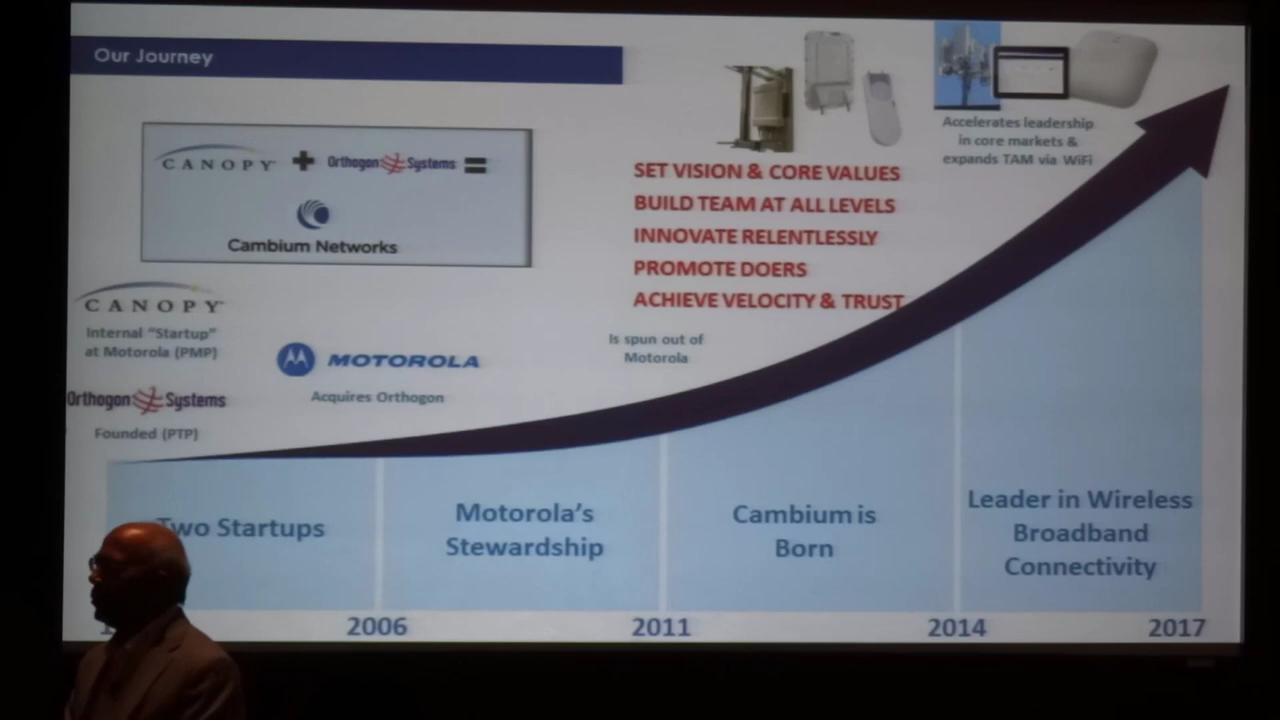 Our Journey
CANOPY + Orthogon Systems =
Cambium Networks
CANOPY
Internal "Startup"
at Motorola (PMP)
Orthogon Systems
Founded (PTP)
MOTOROLA
Acquires Orthogon
SET VISION & CORE VALUES
BUILD TEAM AT ALL LEVELS
INNOVATE RELENTLESSLY
PROMOTE DOERS
ACHIEVE VELOCITY & TRUST
Is spun out of
Motorola
Accelerates leadership
in core markets &
expands TAM via WiFi
Two Startups
Motorola's
Stewardship
Cambium is
Born
Leader in Wireless
Broadband
Connectivity
2006
2011
2014
2017